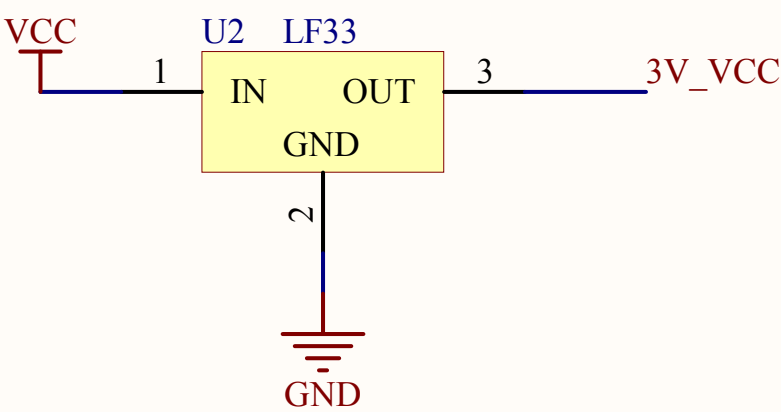 VCC
U2 LF33
1
IN
OUT
3
3V_VCC
GND
2
GND